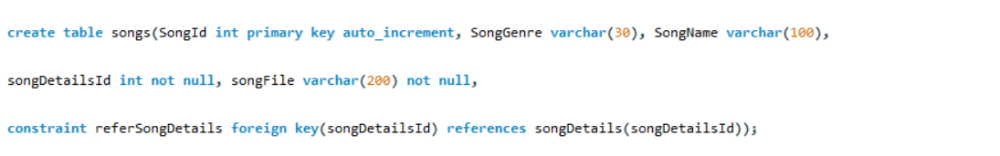 create table songs(SongId int primary key auto_increment, SongGenre varchar(30), SongName varchar(100),
songDetailsId int not null, songFile varchar(200) not null,
constraint referSongDetails foreign key(songDetailsId) references songDetails(songDetailsId));